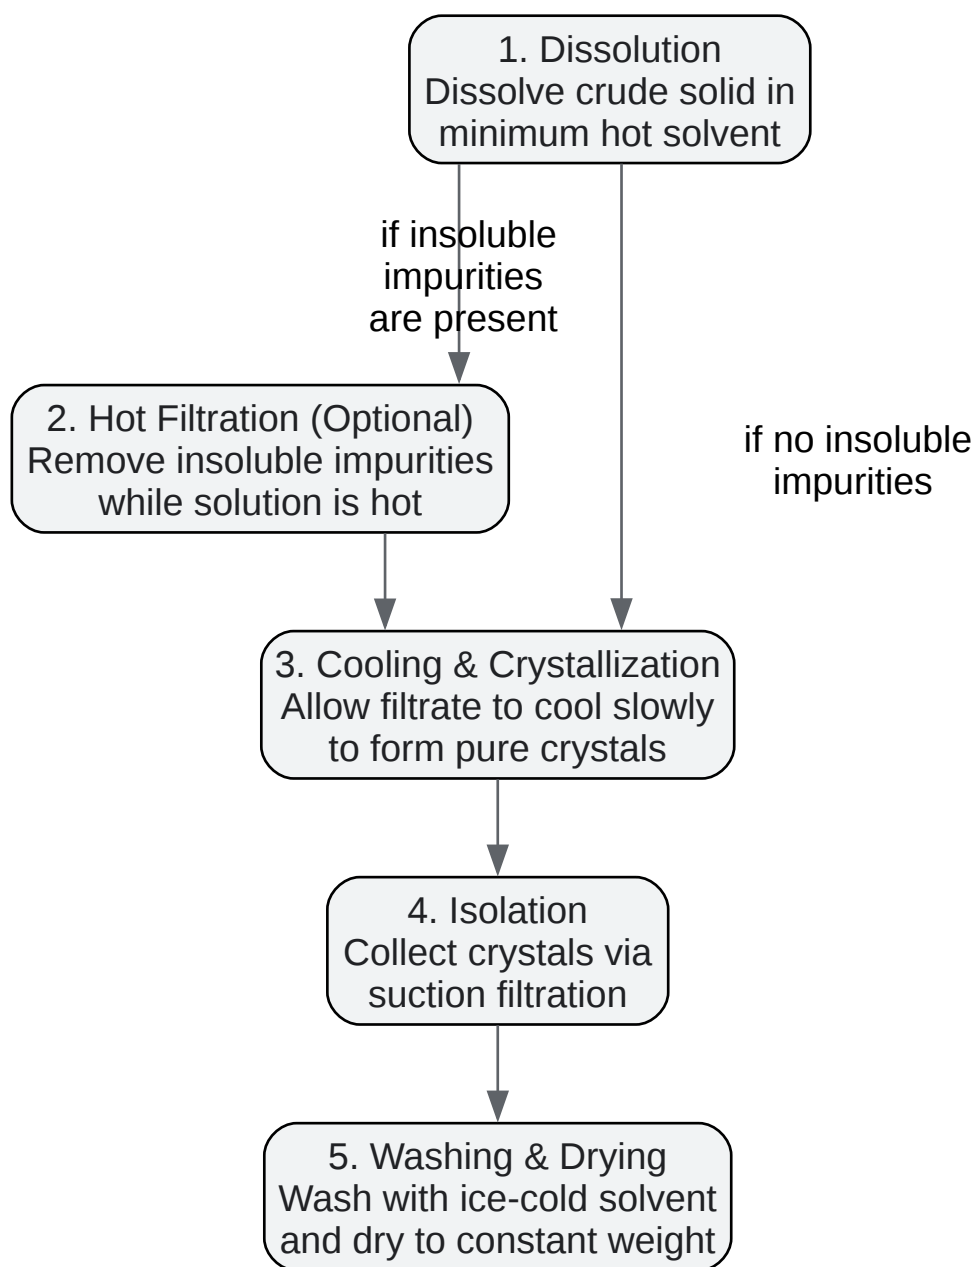 1. Dissolution
Dissolve crude solid in
minimum hot solvent
if insoluble
impurities
are present
2. Hot Filtration (Optional)
Remove insoluble impurities
while solution is hot
if no insoluble
impurities
3. Cooling & Crystallization
Allow filtrate to cool slowly
to form pure crystals
4. Isolation
Collect crystals via
suction filtration
5. Washing & Drying
Wash with ice-cold solvent
and dry to constant weight